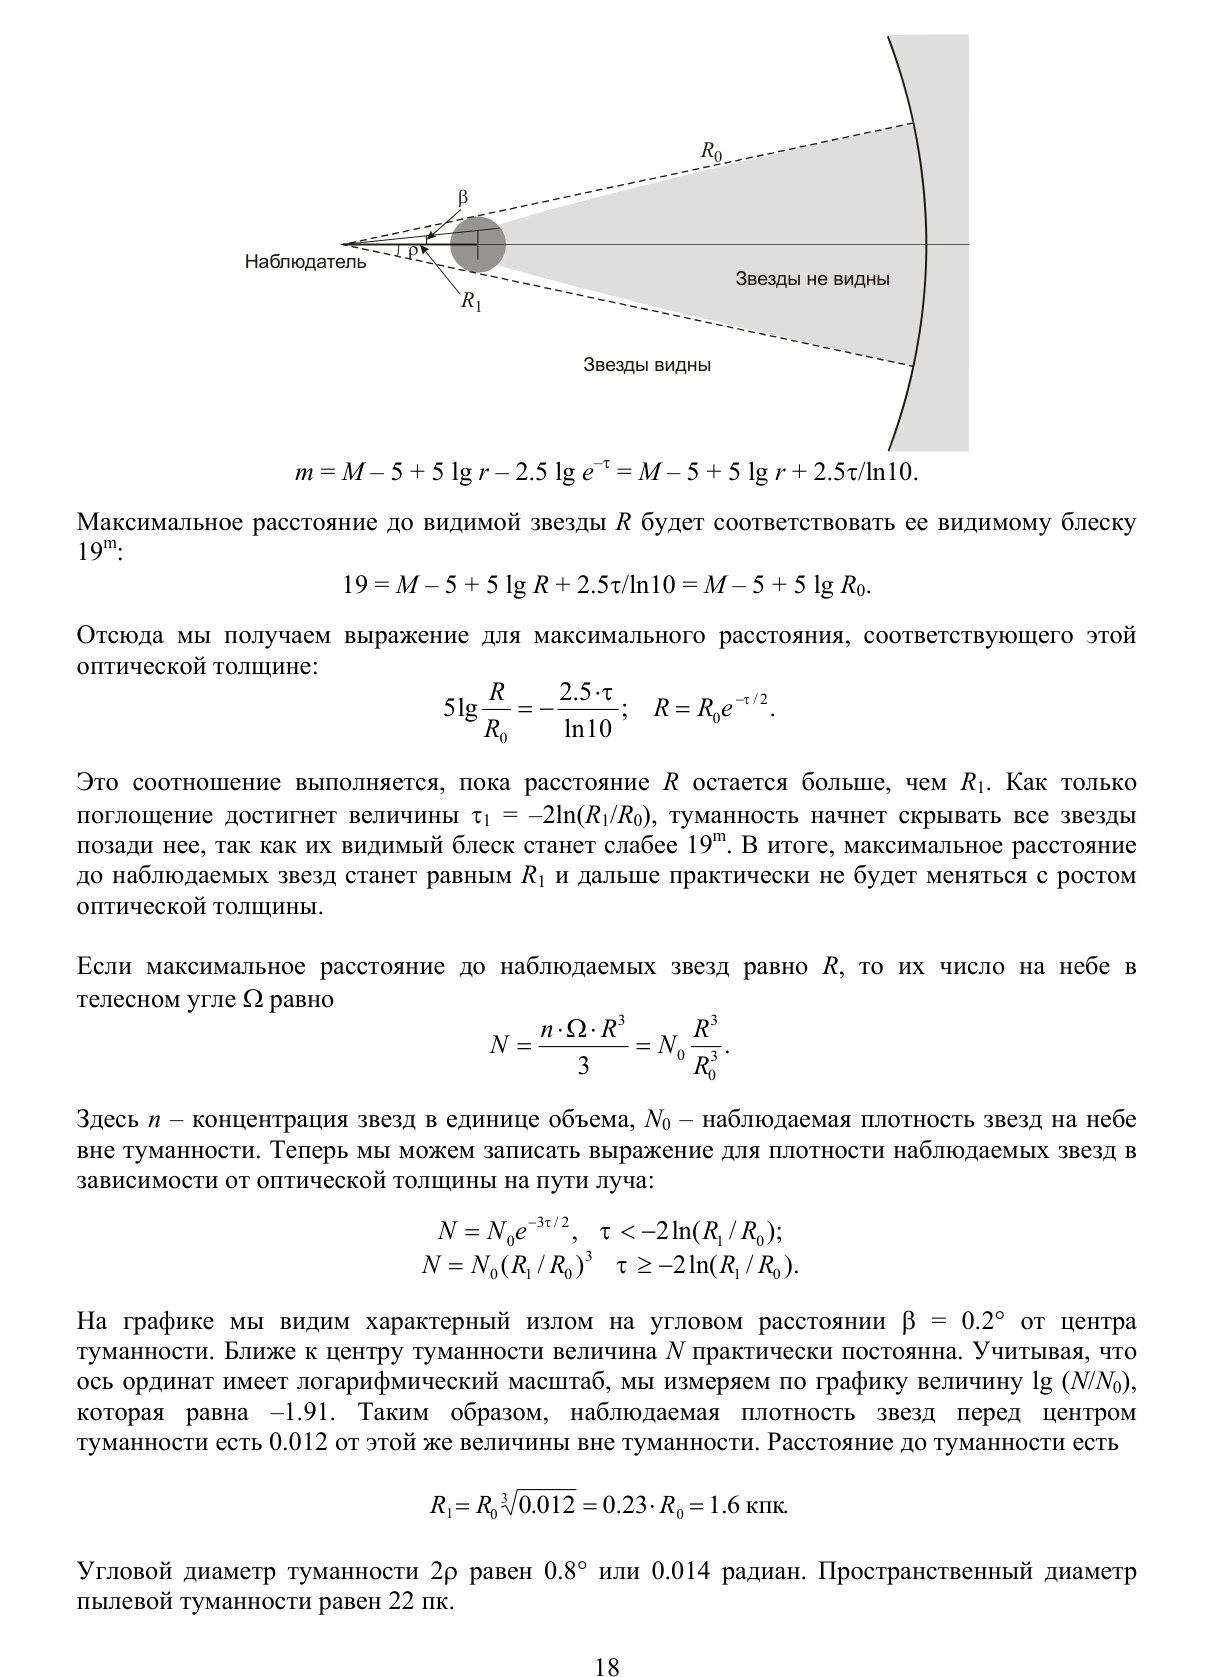 R₀
β
ρ
Наблюдатель
R₁
Звезды не видны
Звезды видны
m = M – 5 + 5 lg r – 2.5 lg e^–τ = M – 5 + 5 lg r + 2.5τ/ln10.
Максимальное расстояние до видимой звезды R будет соответствовать ее видимому блеску
19ᵐ:
19 = M – 5 + 5 lg R + 2.5τ/ln10 = M – 5 + 5 lg R₀.
Отсюда мы получаем выражение для максимального расстояния, соответствующего этой
оптической толщине:
5lg R/R₀ = – 2.5·τ/ln10; R = R₀e^–τ/2.
Это соотношение выполняется, пока расстояние R остается больше, чем R₁. Как только
поглощение достигнет величины τ₁ = –2ln(R₁/R₀), туманность начнет скрывать все звезды
позади нее, так как их видимый блеск станет слабее 19ᵐ. В итоге, максимальное расстояние
до наблюдаемых звезд станет равным R₁ и дальше практически не будет меняться с ростом
оптической толщины.
Если максимальное расстояние до наблюдаемых звезд равно R, то их число на небе в
телесном угле Ω равно
N = n·Ω·R³/3 = N₀ R³/R₀³.
Здесь n – концентрация звезд в единице объема, N₀ – наблюдаемая плотность звезд на небе
вне туманности. Теперь мы можем записать выражение для плотности наблюдаемых звезд в
зависимости от оптической толщины на пути луча:
N = N₀e^–3τ/2, τ < –2ln(R₁/R₀);
N = N₀(R₁/R₀)³ τ ≥ –2ln(R₁/R₀).
На графике мы видим характерный излом на угловом расстоянии β = 0.2° от центра
туманности. Ближе к центру туманности величина N практически постоянна. Учитывая, что
ось ординат имеет логарифмический масштаб, мы измеряем по графику величину lg (N/N₀),
которая равна –1.91. Таким образом, наблюдаемая плотность звезд перед центром
туманности есть 0.012 от этой же величины вне туманности. Расстояние до туманности есть
R₁ = R₀ ∛0.012 = 0.23· R₀ = 1.6 кпк.
Угловой диаметр туманности 2ρ равен 0.8° или 0.014 радиан. Пространственный диаметр
пылевой туманности равен 22 пк.
18